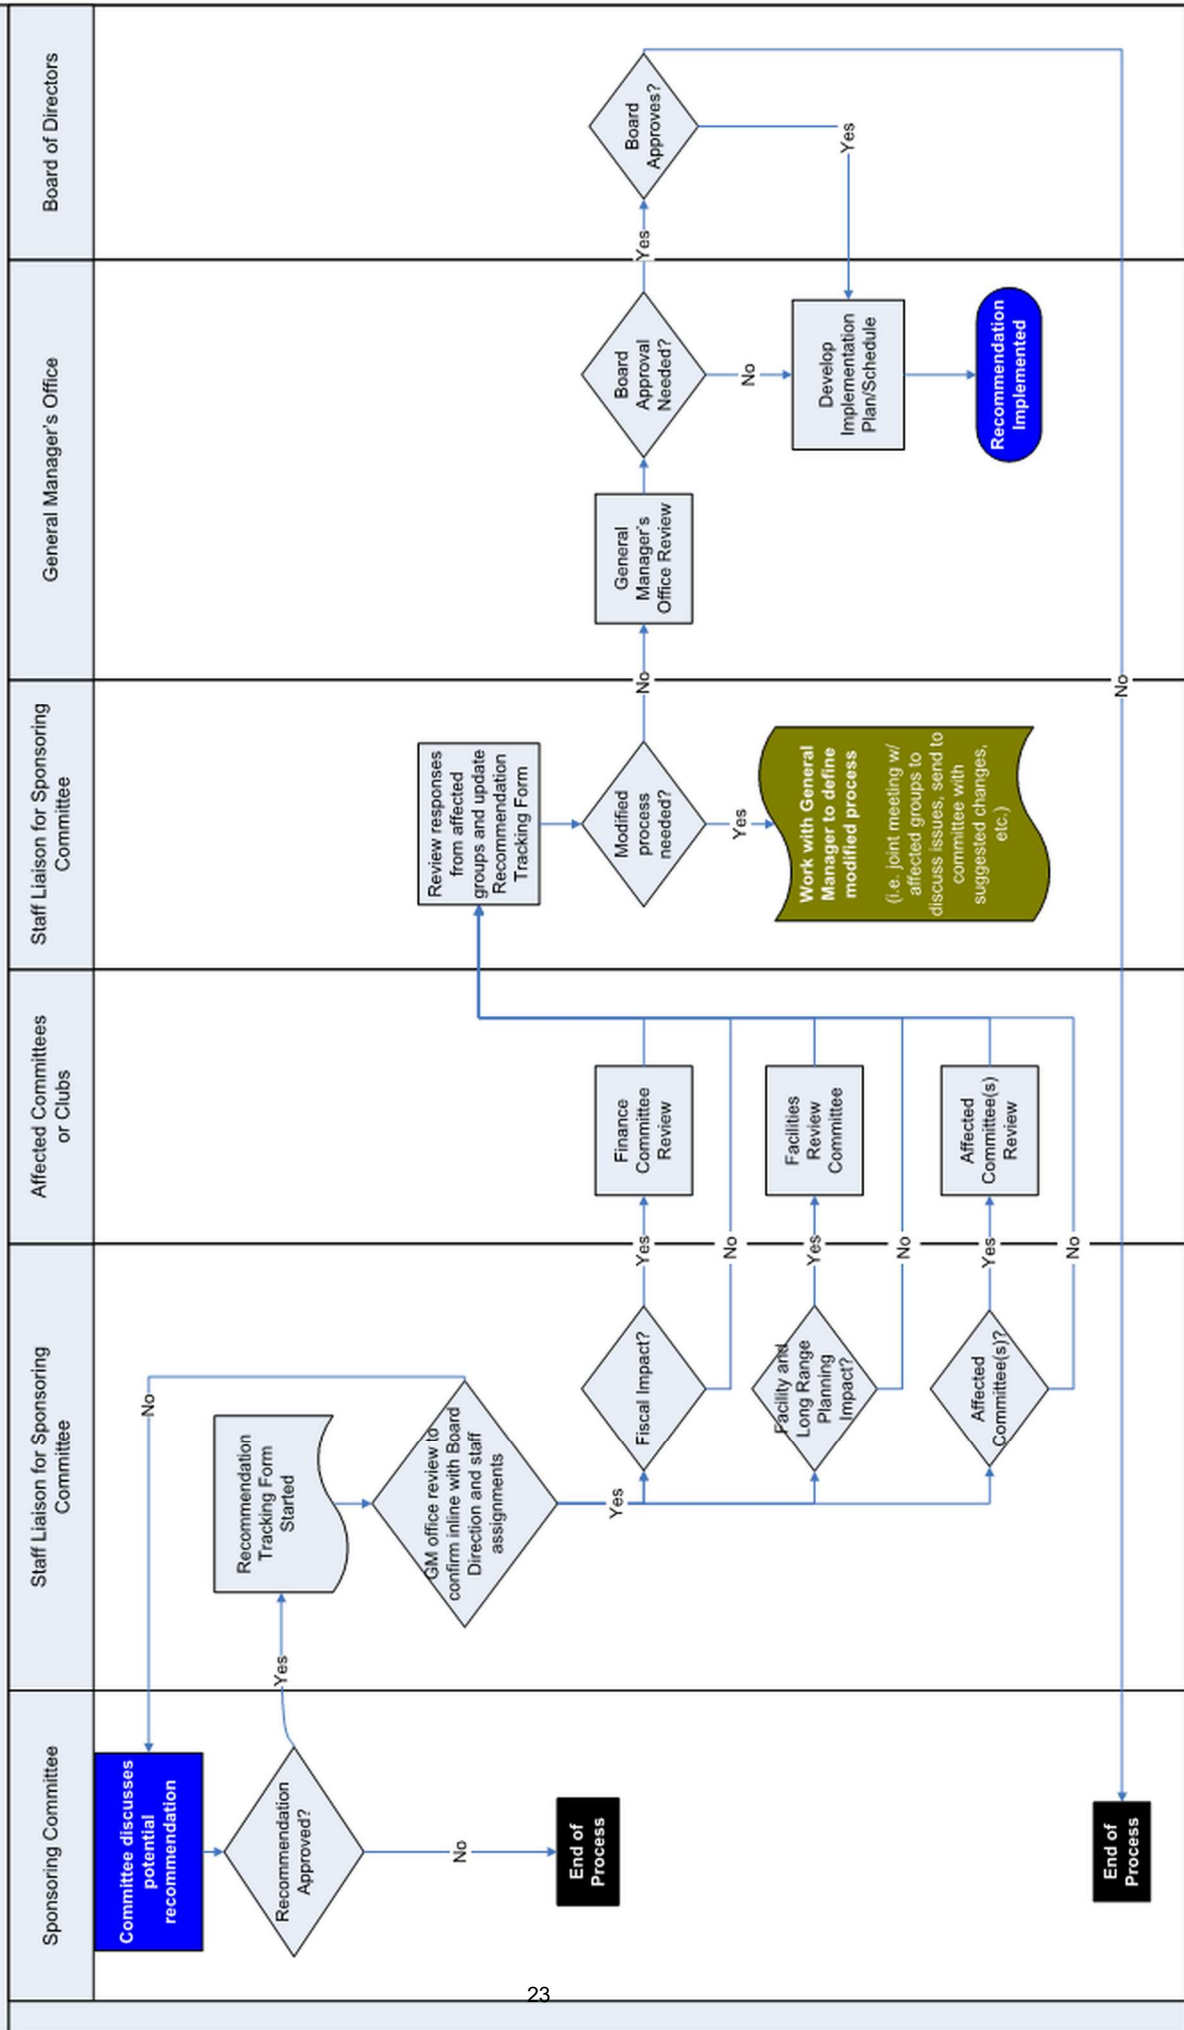 Sponsoring Committee
Staff Liaison for Sponsoring
Committee
Affected Committees
or Clubs
Staff Liaison for Sponsoring
Committee
General Manager's Office
Board of Directors
Committee discusses
potential
recommendation
Recommendation
Approved?
Yes
No
End of
Process
Recommendation
Tracking Form
Started
No
GM office review to
confirm inline with Board
Direction and staff
assignments
Yes
Fiscal Impact?
Yes
No
Finance
Committee
Review
Facility and
Long Range
Planning
Impact?
Yes
No
Facilities
Review
Committee
Affected
Committee(s)?
Yes
No
Affected
Committee(s)
Review
Review responses
from affected
groups and update
Recommendation
Tracking Form
Modified
process
needed?
No
Yes
Work with General
Manager to define
modified process
(i.e. joint meeting w/
affected groups to
discuss issues, send to
committee with
suggested changes,
etc.)
General
Manager's
Office Review
Board
Approval
Needed?
Yes
No
Board
Approves?
Yes
Develop
Implementation
Plan/Schedule
Recommendation
Implemented
No
End of
Process
23